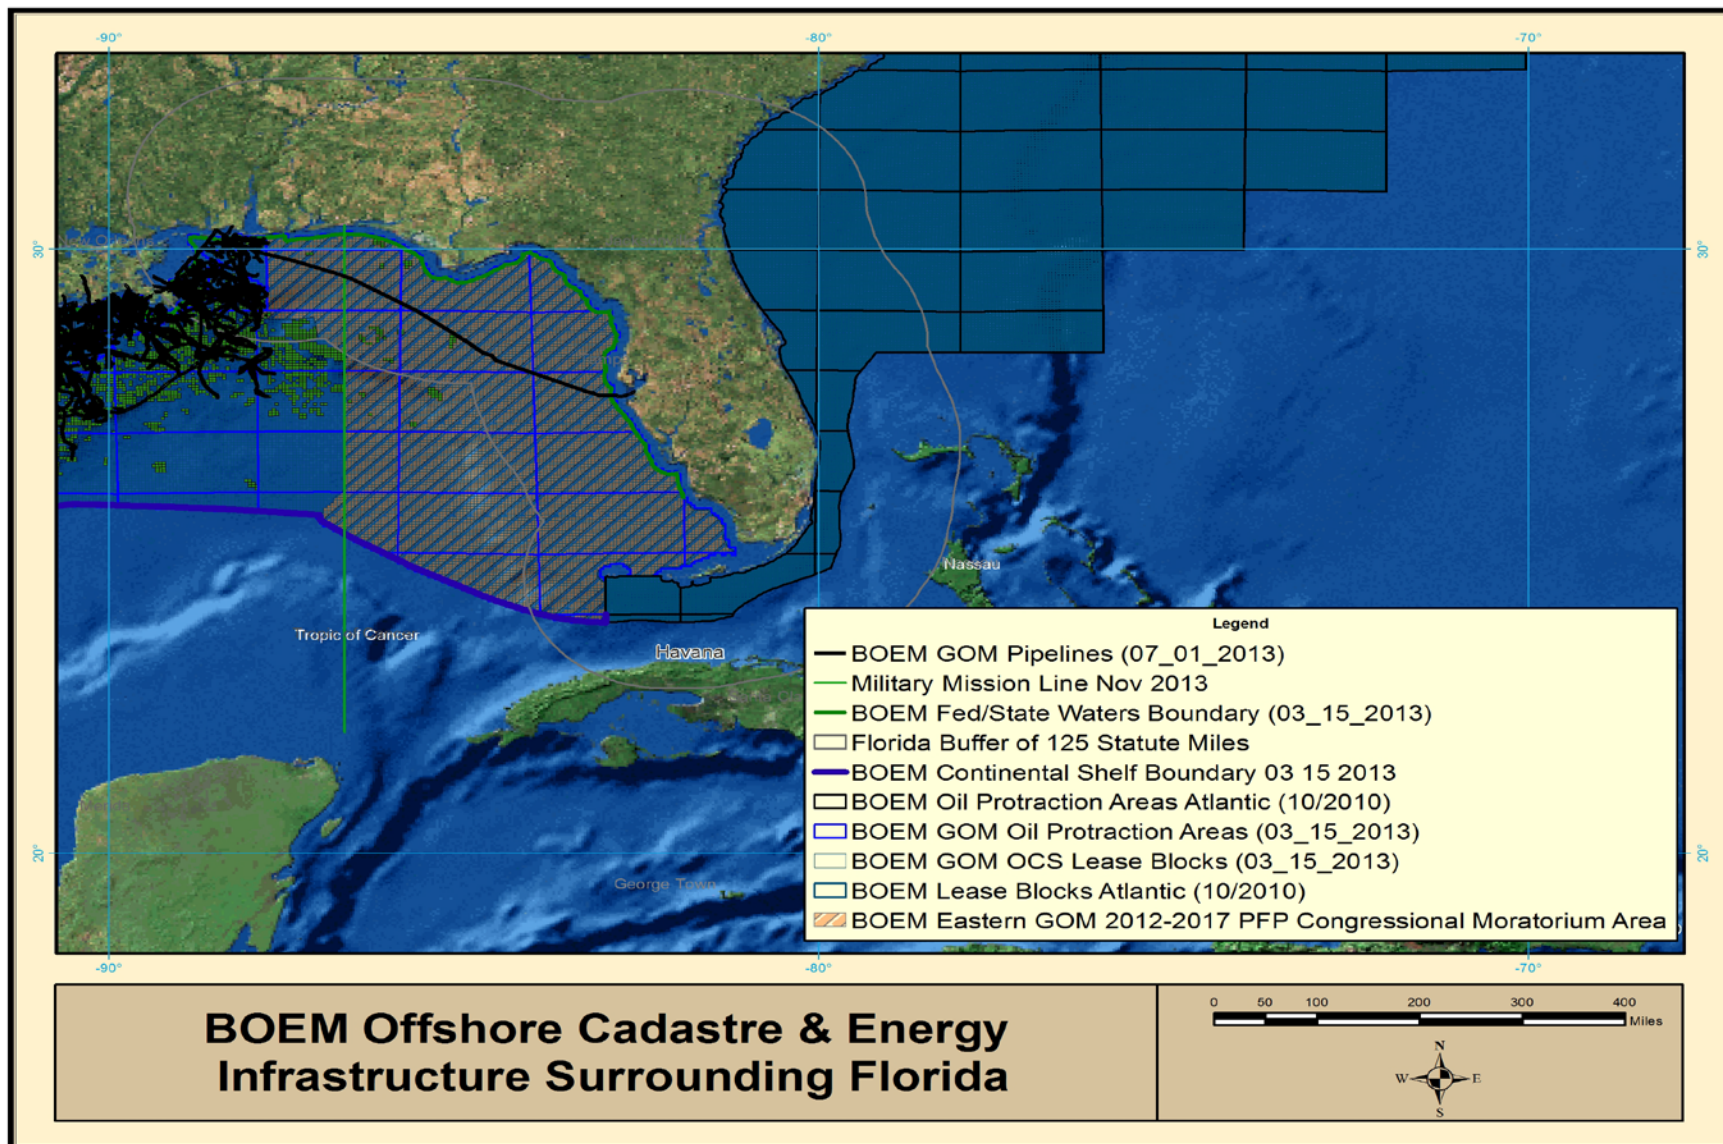 -90°
-80°
-70°
30°
30°
Tropic of Cancer
Havana
Nassau
George Town
20°
20°
Legend
BOEM GOM Pipelines (07_01_2013)
Military Mission Line Nov 2013
BOEM Fed/State Waters Boundary (03_15_2013)
Florida Buffer of 125 Statute Miles
BOEM Continental Shelf Boundary 03 15 2013
BOEM Oil Protraction Areas Atlantic (10/2010)
BOEM GOM Oil Protraction Areas (03_15_2013)
BOEM GOM OCS Lease Blocks (03_15_2013)
BOEM Lease Blocks Atlantic (10/2010)
BOEM Eastern GOM 2012-2017 PFP Congressional Moratorium Area
-90°
-80°
-70°
BOEM Offshore Cadastre & Energy
Infrastructure Surrounding Florida
0 50 100 200 300 400
Miles
N
W E
S